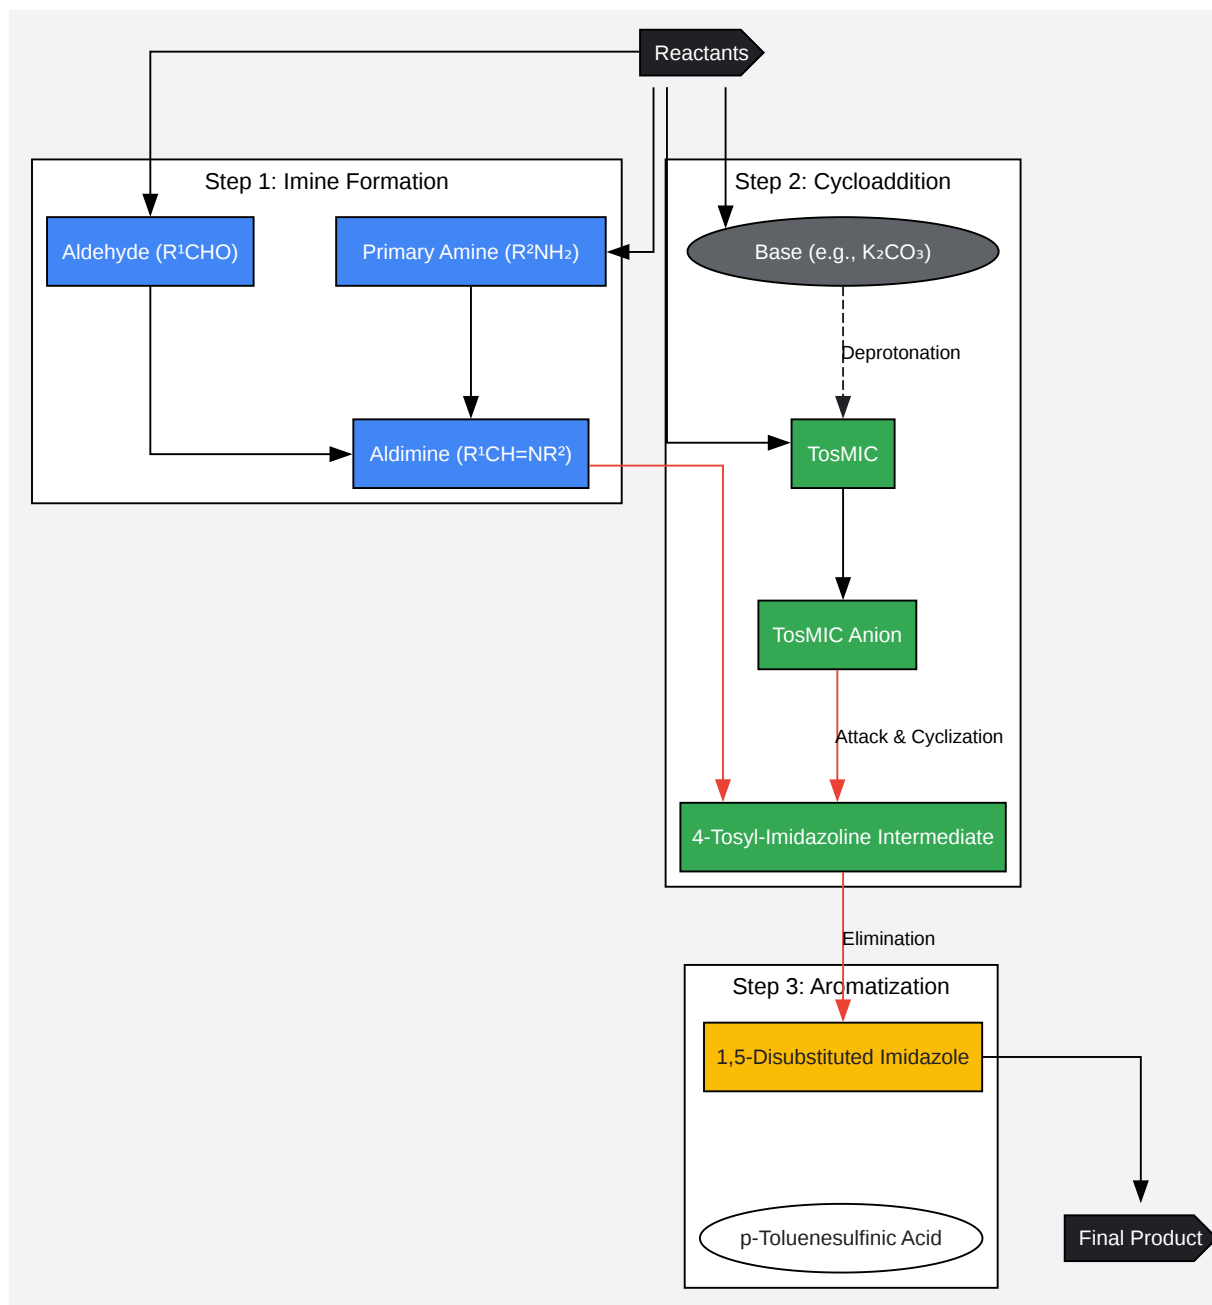 Reactants
Step 1: Imine Formation
Step 2: Cycloaddition
Aldehyde (R¹CHO)
Primary Amine (R²NH₂)
Base (e.g., K₂CO₃)
Deprotonation
Aldimine (R¹CH=NR²)
TosMIC
TosMIC Anion
Attack & Cyclization
4-Tosyl-Imidazoline Intermediate
Elimination
Step 3: Aromatization
1,5-Disubstituted Imidazole
p-Toluenesulfinic Acid
Final Product